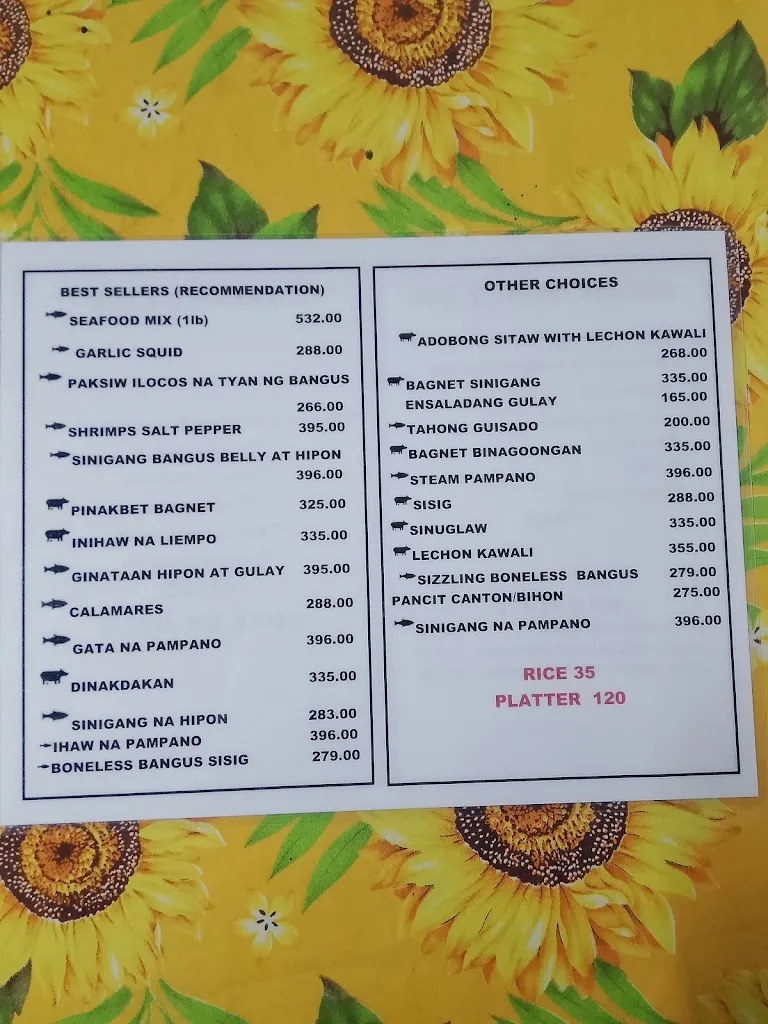 BEST SELLERS (RECOMMENDATION)
SEAFOOD MIX (1lb) 532.00
GARLIC SQUID 288.00
PAKSIW ILOCOS NA TYAN NG BANGUS
266.00
SHRIMPS SALT PEPPER 395.00
SINIGANG BANGUS BELLY AT HIPON
396.00
PINAKBET BAGNET 325.00
INIHAW NA LIEMPO 335.00
GINATAAN HIPON AT GULAY 395.00
CALAMARES 288.00
GATA NA PAMPANO 396.00
DINAKDAKAN 335.00
SINIGANG NA HIPON 283.00
IHAW NA PAMPANO 396.00
BONELESS BANGUS SISIG 279.00
OTHER CHOICES
ADOBONG SITAW WITH LECHON KAWALI
268.00
BAGNET SINIGANG 335.00
ENSALADANG GULAY 165.00
TAHONG GUISADO 200.00
BAGNET BINAGOONGAN 335.00
STEAM PAMPANO 396.00
SISIG 288.00
SINUGLAW 335.00
LECHON KAWALI 355.00
SIZZLING BONELESS BANGUS 279.00
PANCIT CANTON/BIHON 275.00
SINIGANG NA PAMPANO 396.00
RICE 35
PLATTER 120